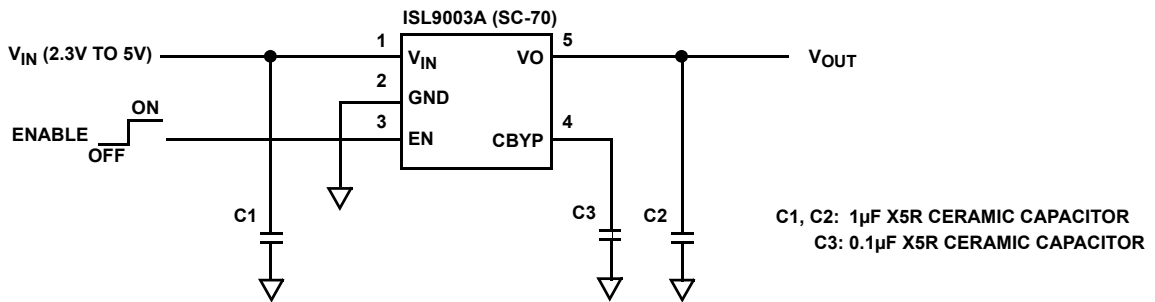 ISL9003A (SC-70)
VIN (2.3V TO 5V)
1
VIN
VO
5
VOUT
2
GND
ENABLE
OFF
ON
3
EN
CBYP
4
C1
C3
C2
C1, C2: 1µF X5R CERAMIC CAPACITOR
C3: 0.1µF X5R CERAMIC CAPACITOR